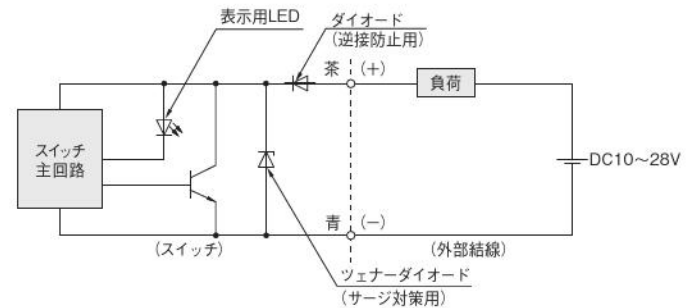 表示用LED
ダイオード
(逆接防止用)
茶 (+)
負荷
スイッチ
主回路
DC10～28V
青 (−)
(スイッチ)
(外部結線)
ツェナーダイオード
(サージ対策用)